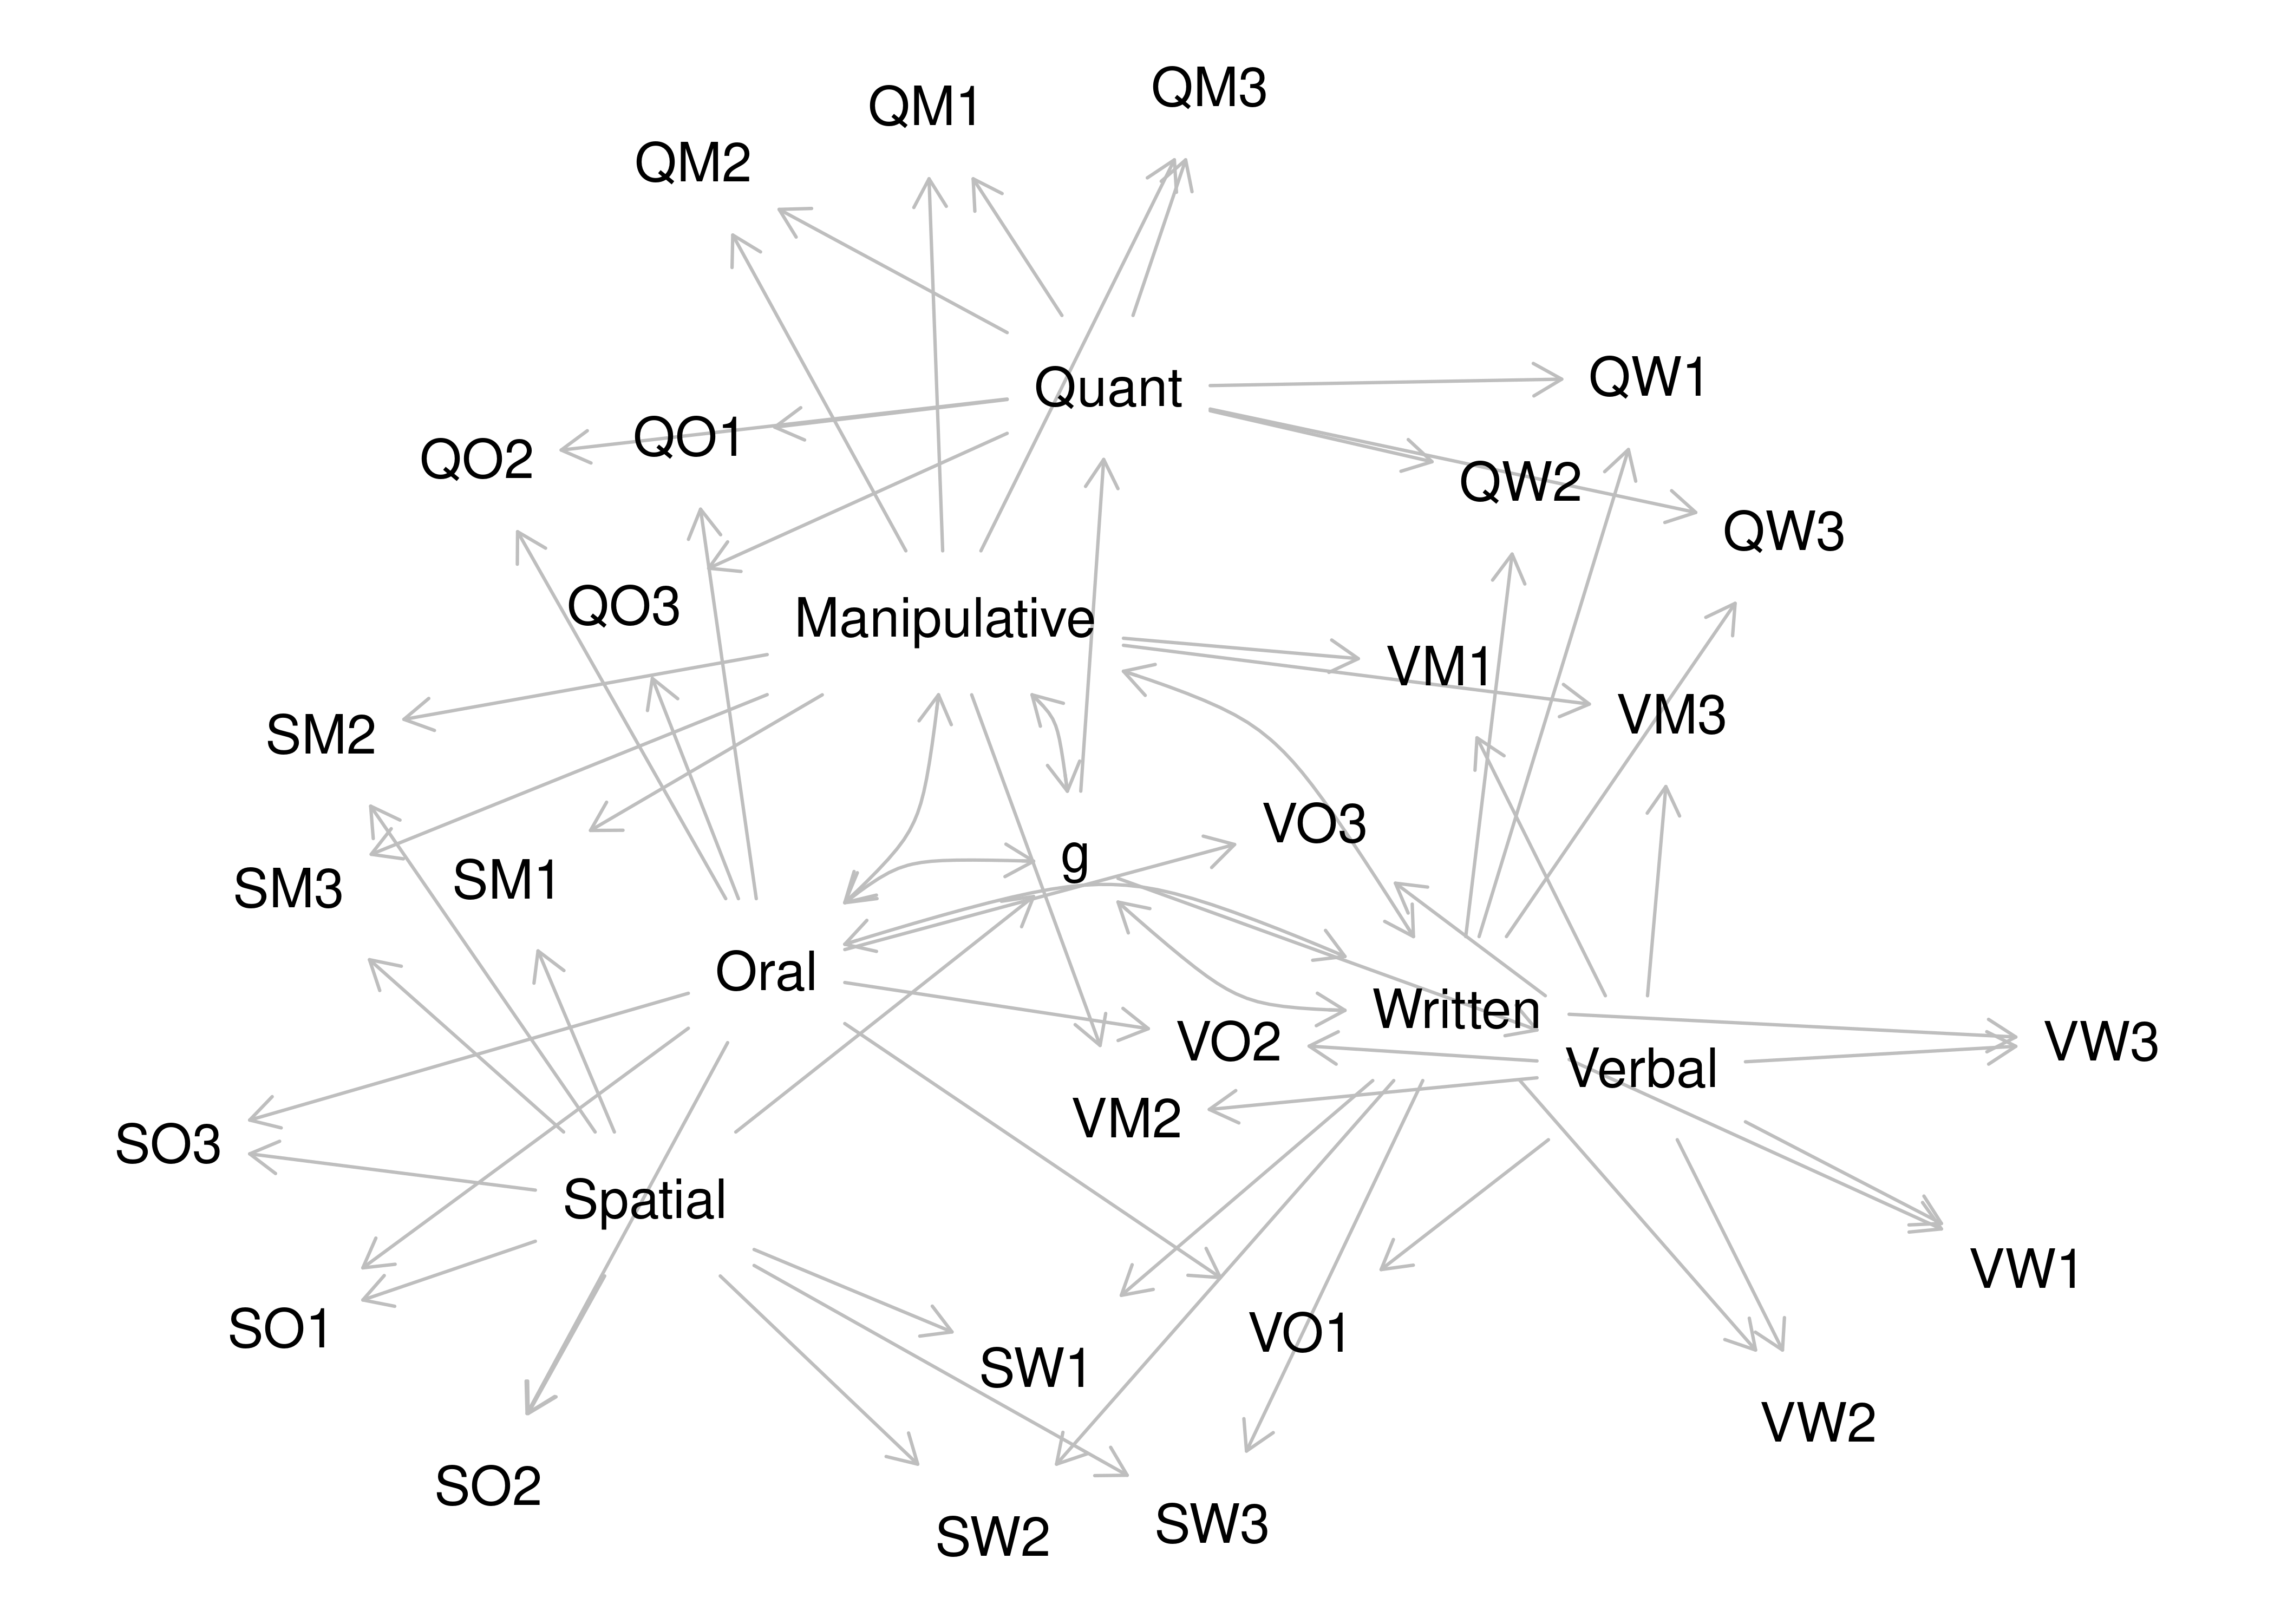 QM3
QM1
QM2
Quant
QW1
QO1
QO2
QW2
QW3
QO3
Manipulative
VM1
VM3
SM2
VO3
g
SM1
SM3
Oral
Written
VO2
VW3
Verbal
VM2
SO3
Spatial
VW1
SO1
VO1
SW1
VW2
SO2
SW3
SW2